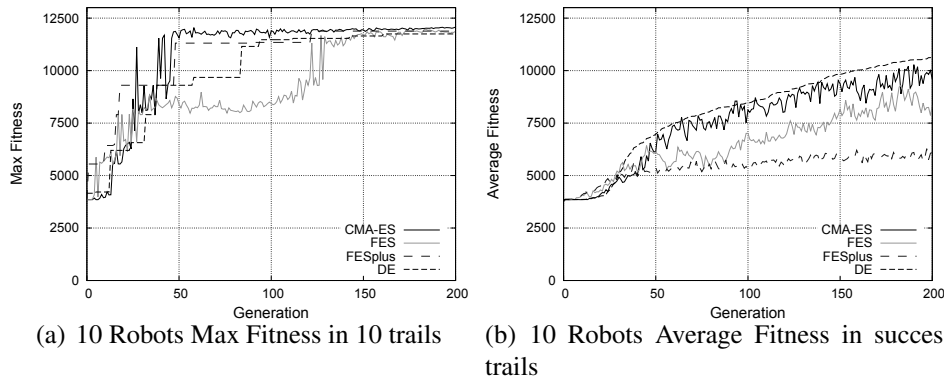 12500
10000
7500
5000
2500
0
Max Fitness
CMA-ES
FES
FESplus
DE
0
50
100
150
200
Generation
(a) 10 Robots Max Fitness in 10 trails
12500
10000
7500
5000
2500
0
Average Fitness
CMA-ES
FES
FESplus
DE
0
50
100
150
200
Generation
(b) 10 Robots Average Fitness in succes
trails